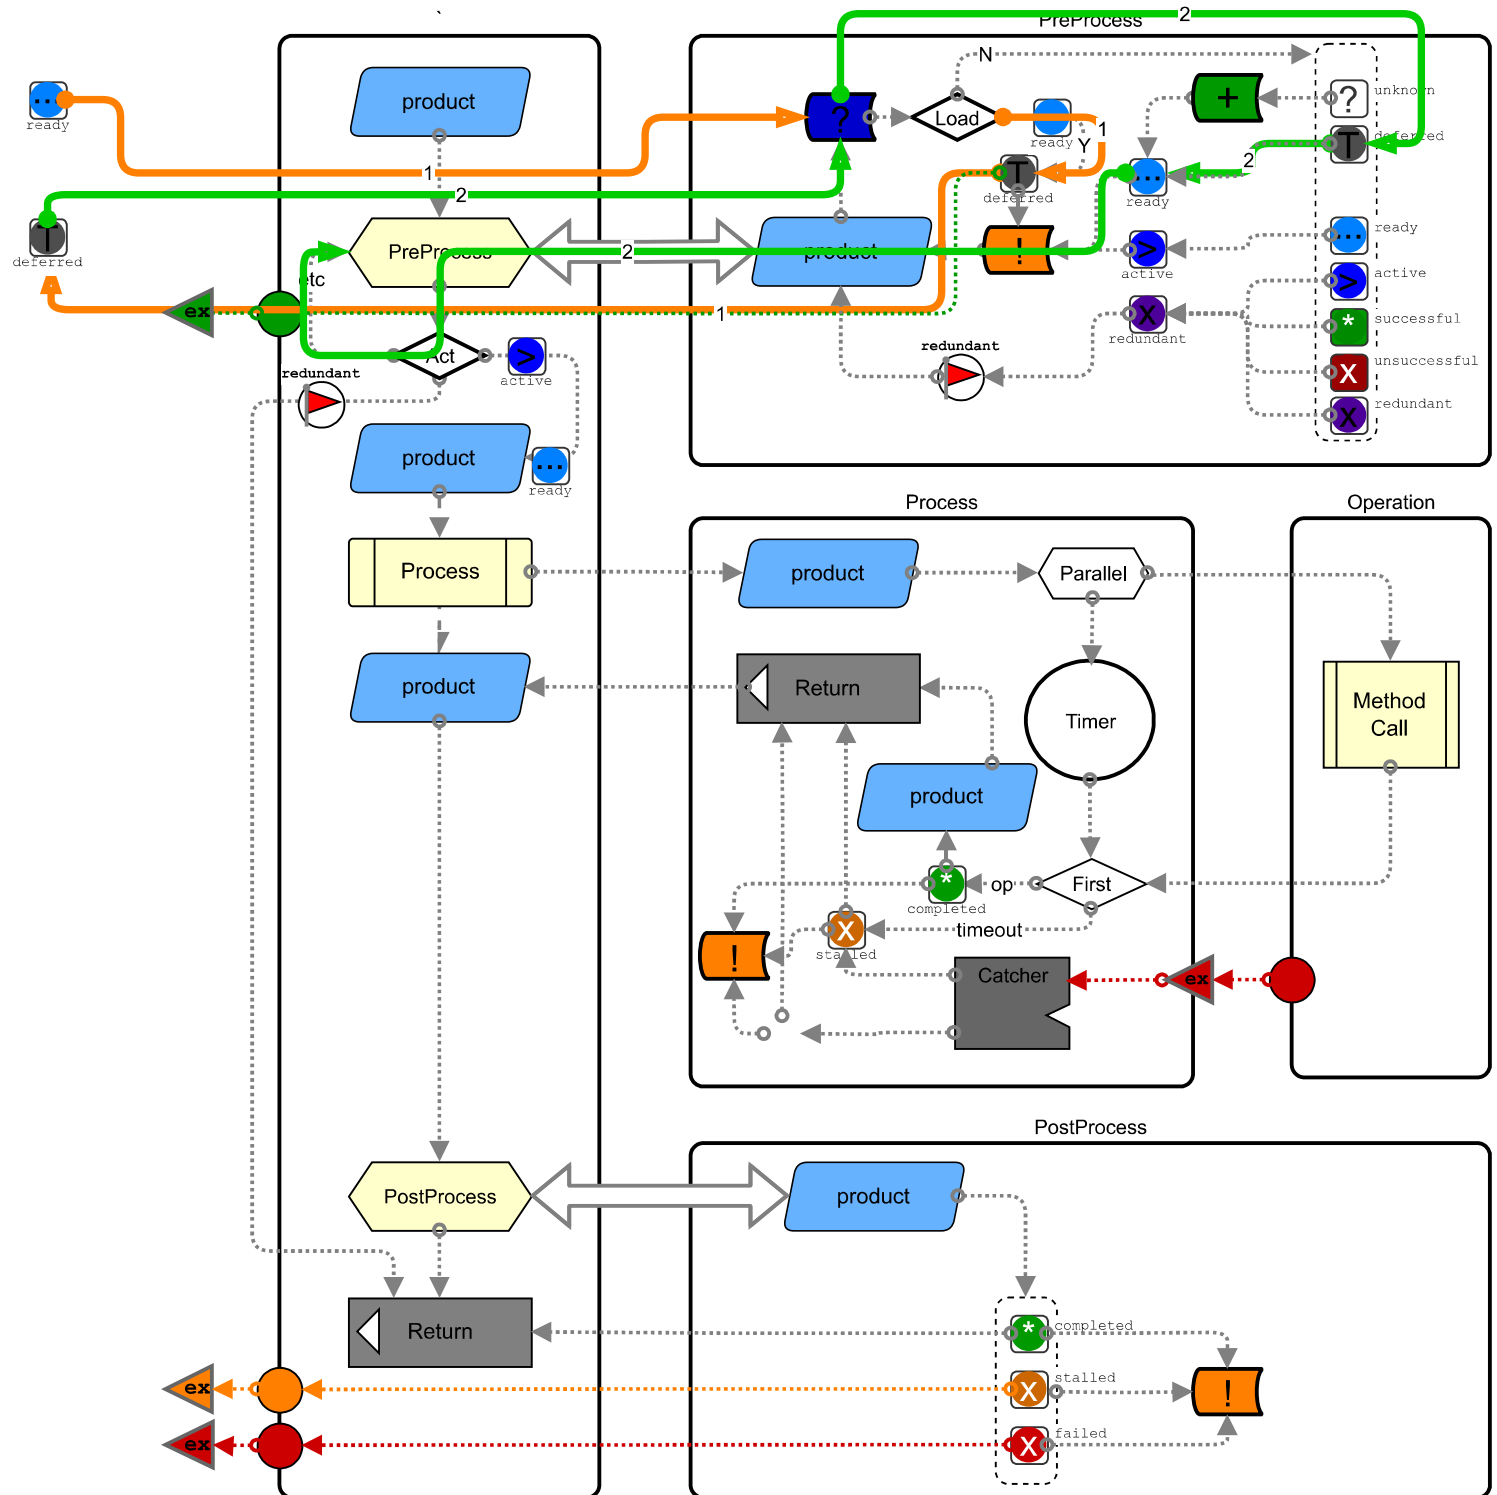 `
PreProcess
2
product
...
ready
N
?
Load
ready
1
Y
+
?
unknown
T
deferred
2
1
2
T
deferred
...
ready
T
deferred
PreProcess
2
product
!
>
active
...
ready
etc
ex
1
x
redundant
>
active
*
successful
Act
>
active
redundant
redundant
x
unsuccessful
x
redundant
product
...
ready
Process
Operation
Process
product
Parallel
product
Return
Timer
Method
Call
product
*
completed
op
First
x
stalled
timeout
!
Catcher
ex
PostProcess
PostProcess
product
Return
*
completed
ex
x
stalled
!
ex
x
failed